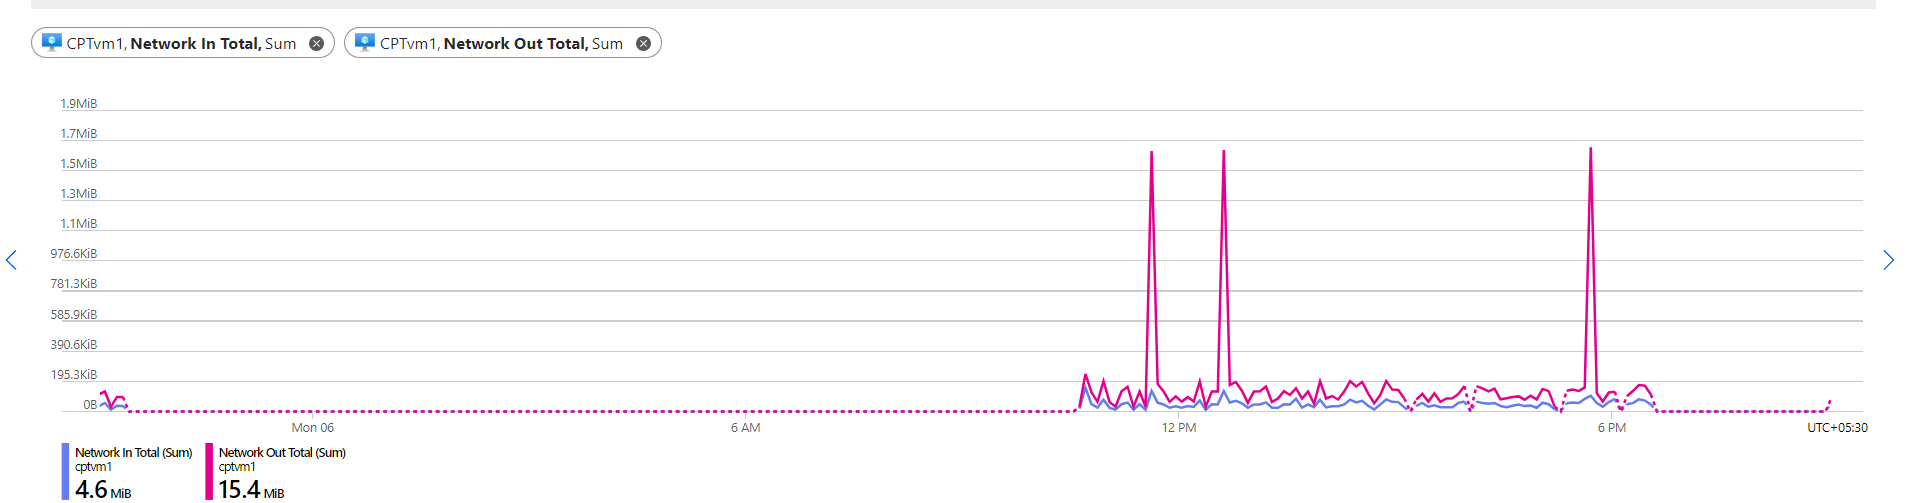 CPTvm1, Network In Total, Sum
CPTvm1, Network Out Total, Sum
1.9MiB
1.7MiB
1.5MiB
1.3MiB
1.1MiB
976.6KiB
781.3KiB
585.9KiB
390.6KiB
195.3KiB
0B
Mon 06
6 AM
12 PM
6 PM
UTC+05:30
Network In Total (Sum)
cptvm1
4.6 MiB
Network Out Total (Sum)
cptvm1
15.4 MiB